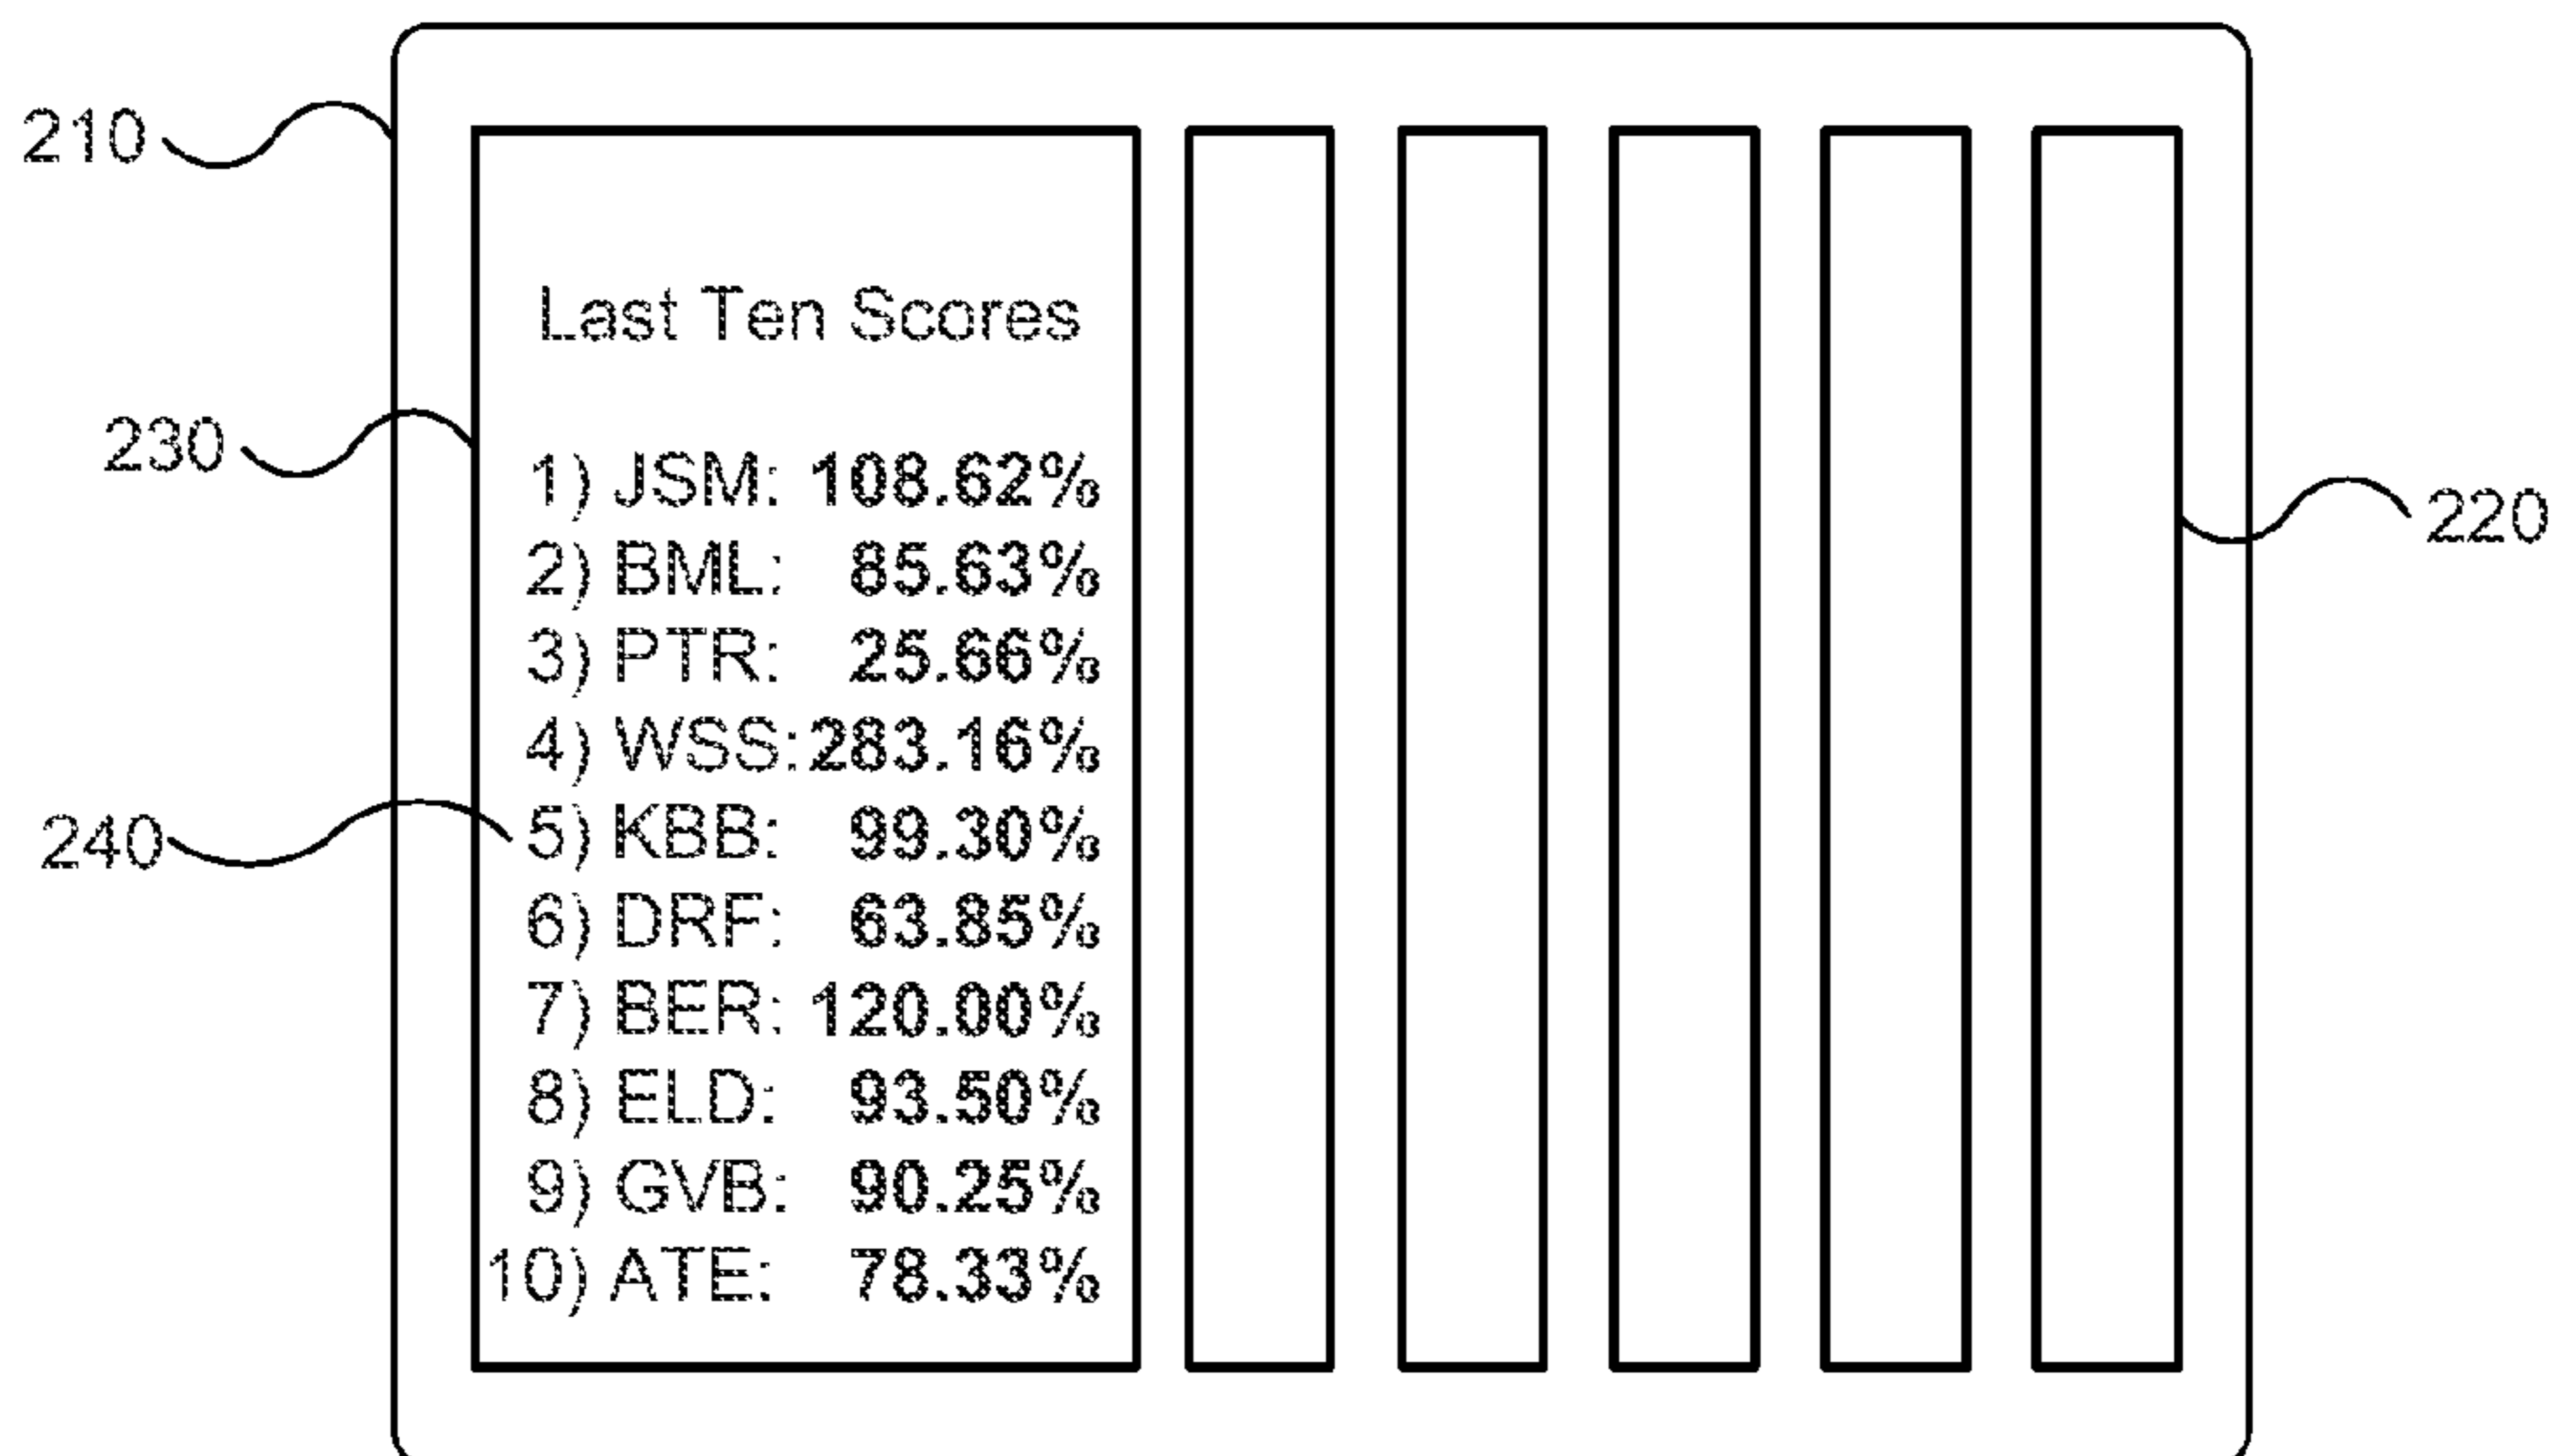 210
Last Ten Scores
230
1) JSM: 108.62%
220
2) BML: 85.63%
3) PTR: 25.66%
4) WSS: 283.16%
240
5) KBB: 99.30%
6) DRF: 63.85%
7) BER: 120.00%
8) ELD: 93.50%
9) GVB: 90.25%
10) ATE: 78.33%